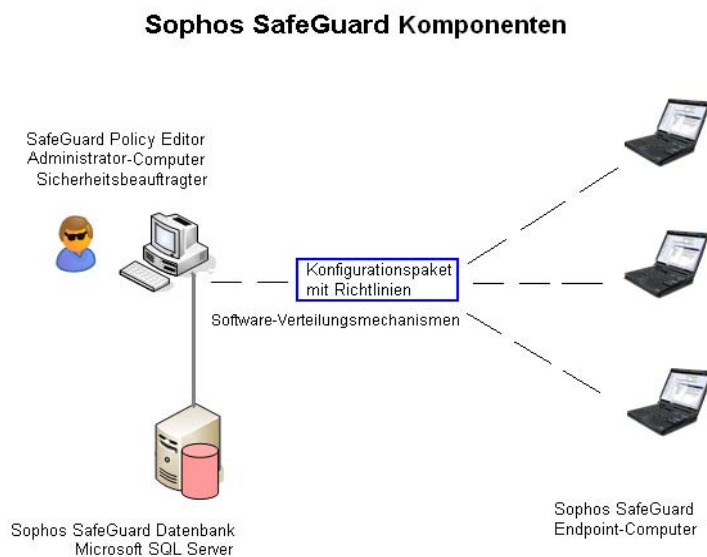 Sophos SafeGuard Komponenten
SafeGuard Policy Editor
Administrator-Computer
Sicherheitsbeauftragter
Konfigurationspaket
mit Richtlinien
Software-Verteilungsmechanismen
Sophos SafeGuard Datenbank
Microsoft SQL Server
Sophos SafeGuard
Endpoint-Computer